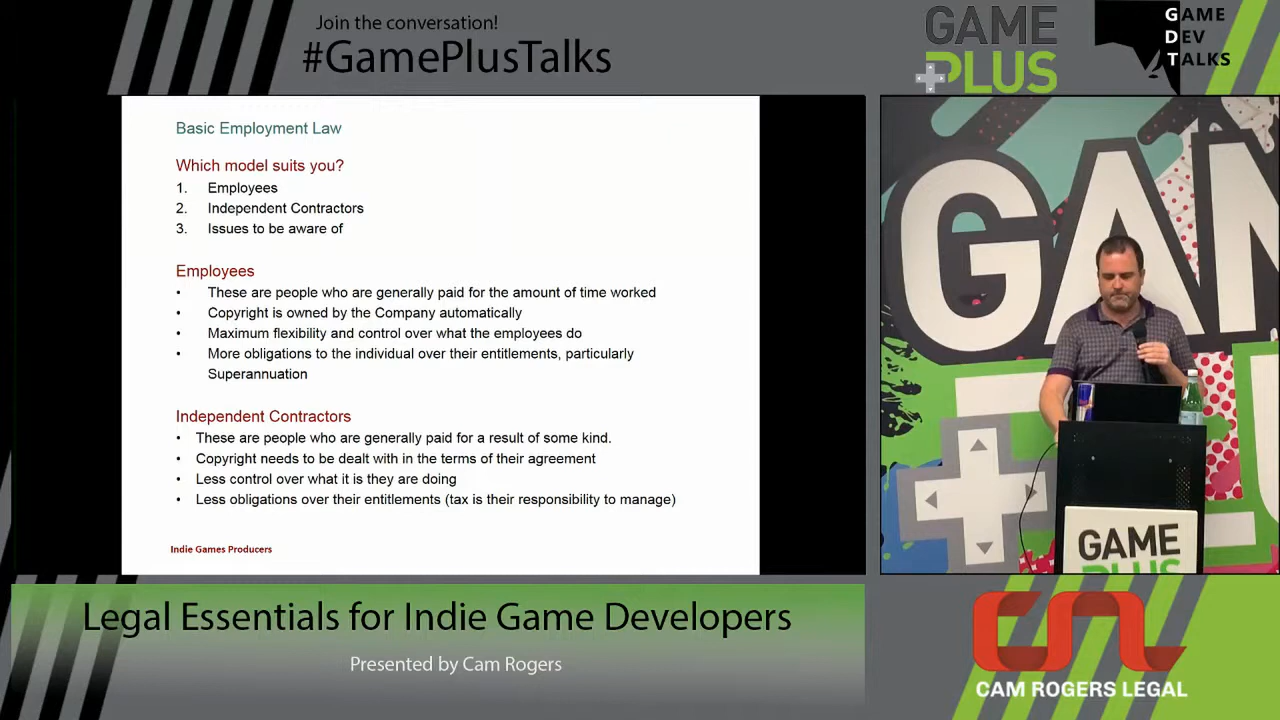 Join the conversation!
#GamePlusTalks
GAME
PLUS
GAME
DEV
TALKS
Basic Employment Law
Which model suits you?
1. Employees
2. Independent Contractors
3. Issues to be aware of
Employees
• These are people who are generally paid for the amount of time worked
• Copyright is owned by the Company automatically
• Maximum flexibility and control over what the employees do
• More obligations to the individual over their entitlements, particularly
Superannuation
Independent Contractors
• These are people who are generally paid for a result of some kind.
• Copyright needs to be dealt with in the terms of their agreement
• Less control over what it is they are doing
• Less obligations over their entitlements (tax is their responsibility to manage)
Indie Games Producers
GAM
GAME
PLUS
Legal Essentials for Indie Game Developers
Presented by Cam Rogers
CAM ROGERS LEGAL